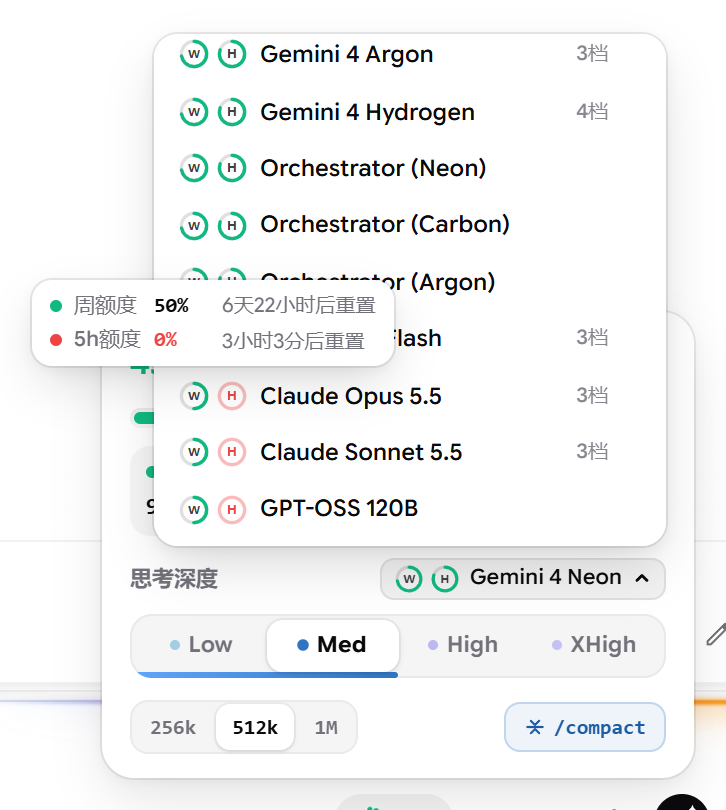 W H Gemini 4 Argon 3档
W H Gemini 4 Hydrogen 4档
W H Orchestrator (Neon)
W H Orchestrator (Carbon)
Orchestrator (Argon)
周额度 50% 6天22小时后重置
5h额度 0% 3小时3分后重置
Flash 3档
W H Claude Opus 5.5 3档
W H Claude Sonnet 5.5 3档
W H GPT-OSS 120B
思考深度 W H Gemini 4 Neon
Low Med High XHigh
256k 512k 1M /compact